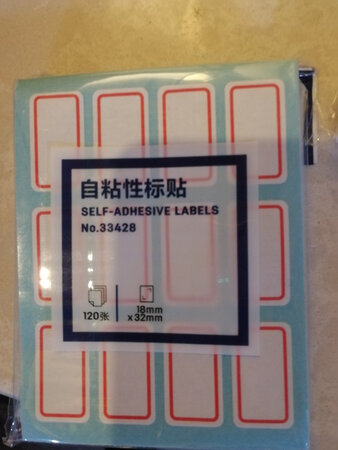 自粘性标贴
SELF-ADHESIVE LABELS
No.33428
120张
18mm
x32mm